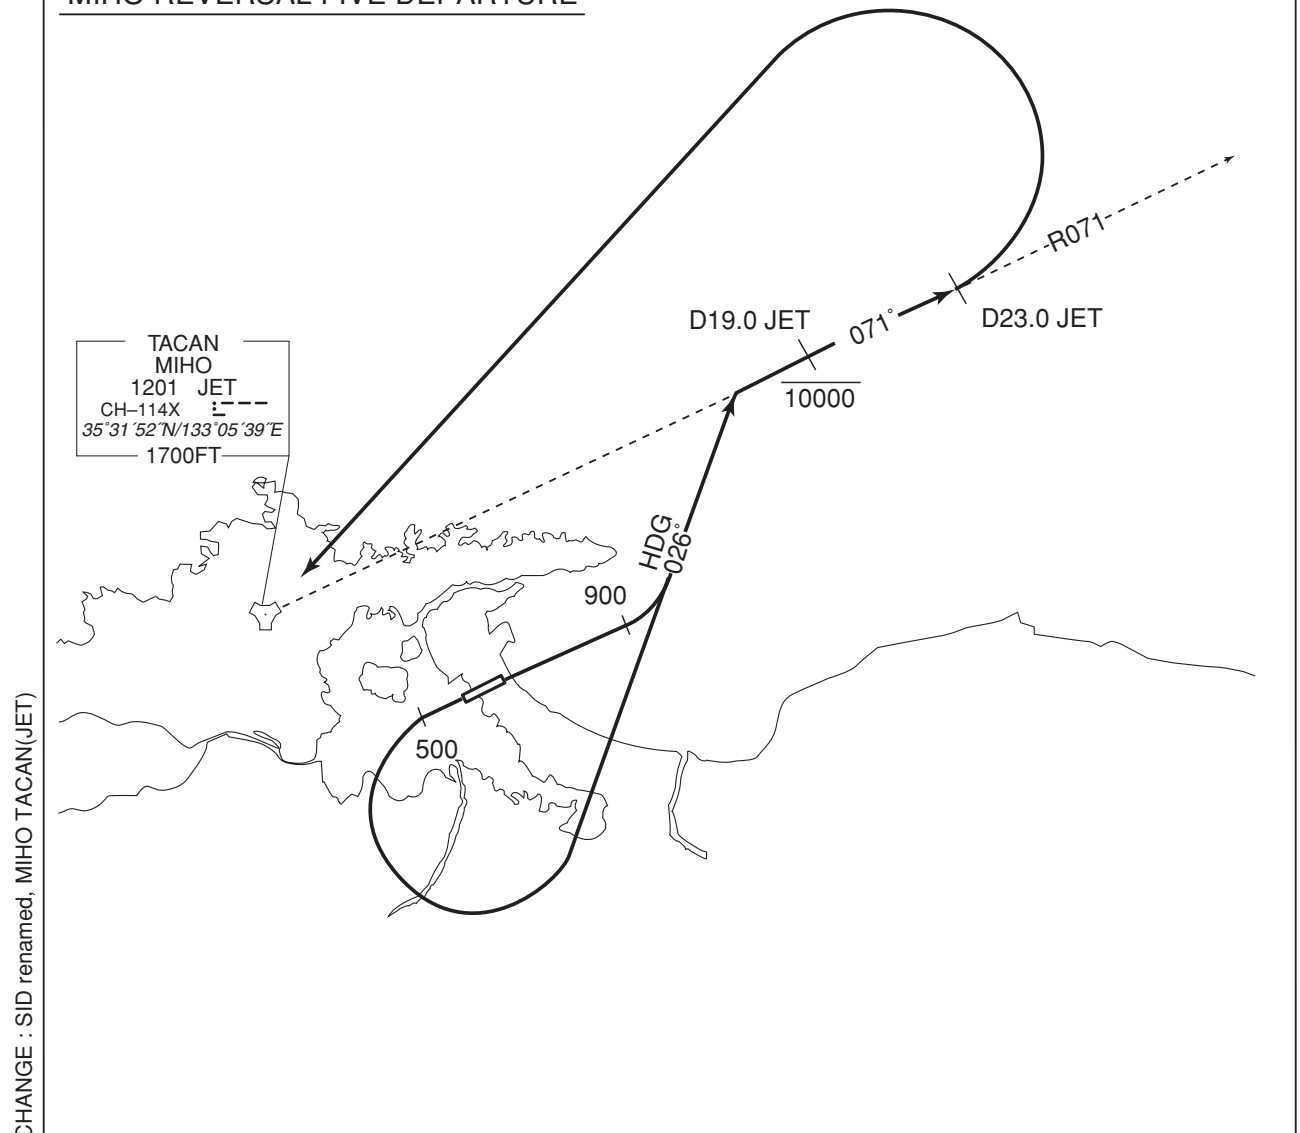 MIHO REVERSAL FIVE DEPARTURE
R071
D19.0 JET
071°
D23.0 JET
10000
TACAN
MIHO
1201 JET
CH–114X
35°31´52˝N/133°05´39˝E
1700FT
HDG
026°
900
500
CHANGE : SID renamed, MIHO TACAN(JET)